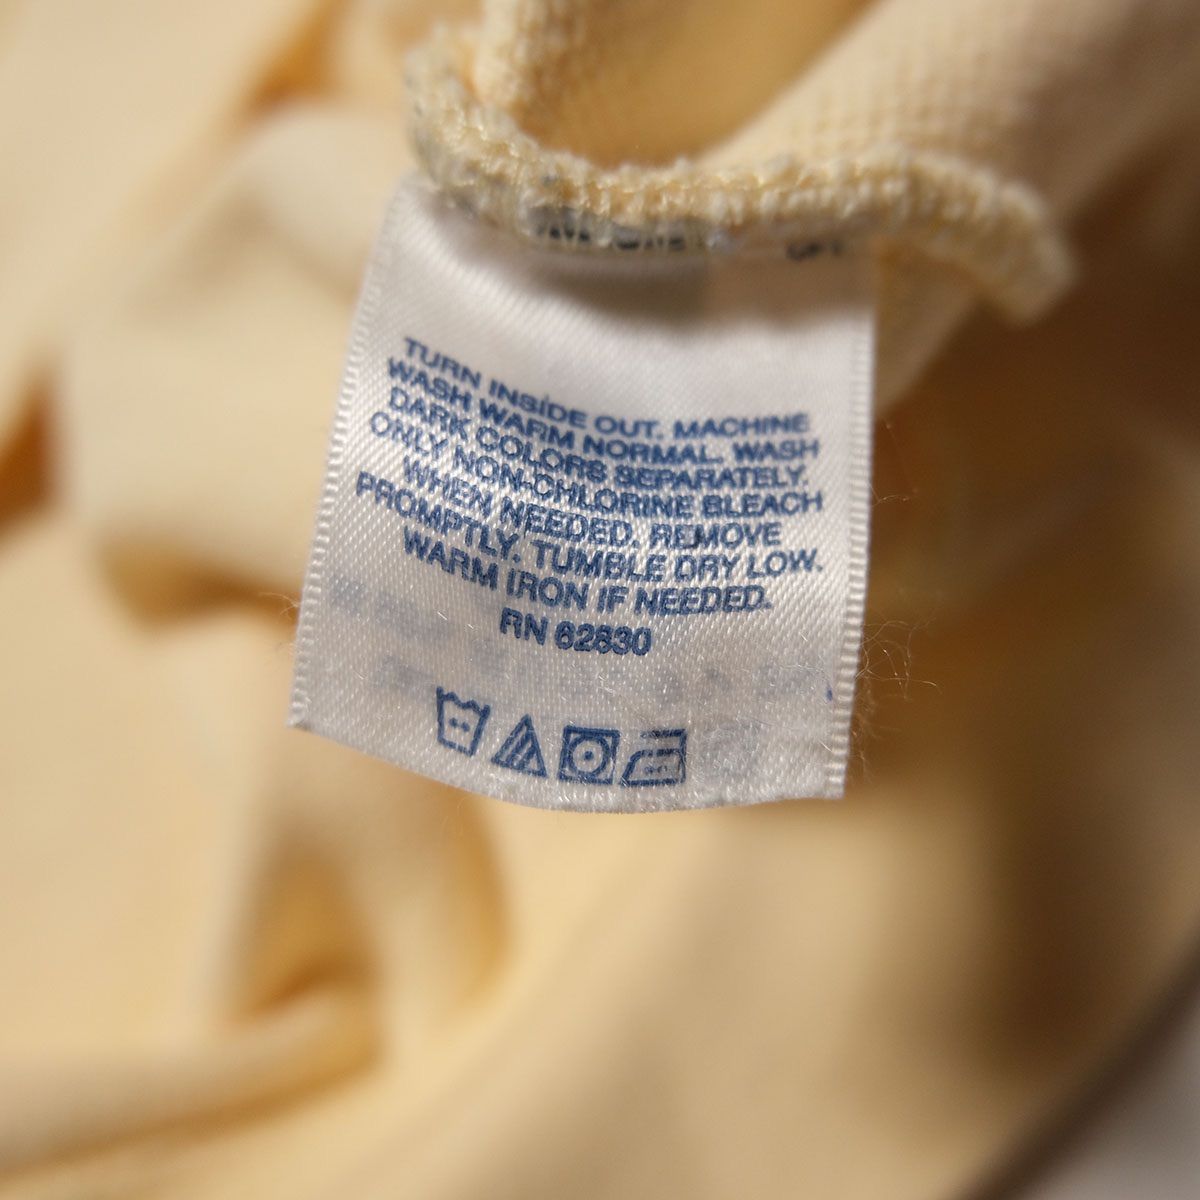 TURN INSIDE OUT. MACHINE
WASH WARM NORMAL. WASH
DARK COLORS SEPARATELY.
ONLY NON-CHLORINE BLEACH
WHEN NEEDED. REMOVE
PROMPTLY. TUMBLE DRY LOW.
WARM IRON IF NEEDED.
RN 62830